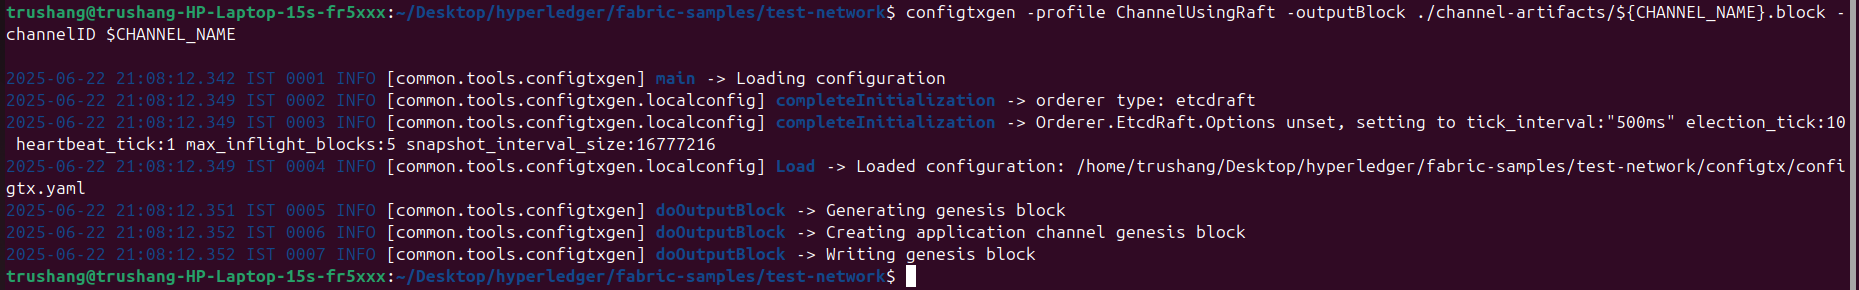 trushang@trushang-HP-Laptop-15s-fr5xxx:~/Desktop/hyperledger/fabric-samples/test-network$ configtxgen -profile ChannelUsingRaft -outputBlock ./channel-artifacts/${CHANNEL_NAME}.block -
channelID $CHANNEL_NAME
2025-06-22 21:08:12.342 IST 0001 INFO [common.tools.configtxgen] main -> Loading configuration
2025-06-22 21:08:12.349 IST 0002 INFO [common.tools.configtxgen.localconfig] completeInitialization -> orderer type: etcdraft
2025-06-22 21:08:12.349 IST 0003 INFO [common.tools.configtxgen.localconfig] completeInitialization -> Orderer.EtcdRaft.Options unset, setting to tick_interval:"500ms" election_tick:10
 heartbeat_tick:1 max_inflight_blocks:5 snapshot_interval_size:16777216
2025-06-22 21:08:12.349 IST 0004 INFO [common.tools.configtxgen.localconfig] Load -> Loaded configuration: /home/trushang/Desktop/hyperledger/fabric-samples/test-network/configtx/confi
gtx.yaml
2025-06-22 21:08:12.351 IST 0005 INFO [common.tools.configtxgen] doOutputBlock -> Generating genesis block
2025-06-22 21:08:12.352 IST 0006 INFO [common.tools.configtxgen] doOutputBlock -> Creating application channel genesis block
2025-06-22 21:08:12.352 IST 0007 INFO [common.tools.configtxgen] doOutputBlock -> Writing genesis block
trushang@trushang-HP-Laptop-15s-fr5xxx:~/Desktop/hyperledger/fabric-samples/test-network$